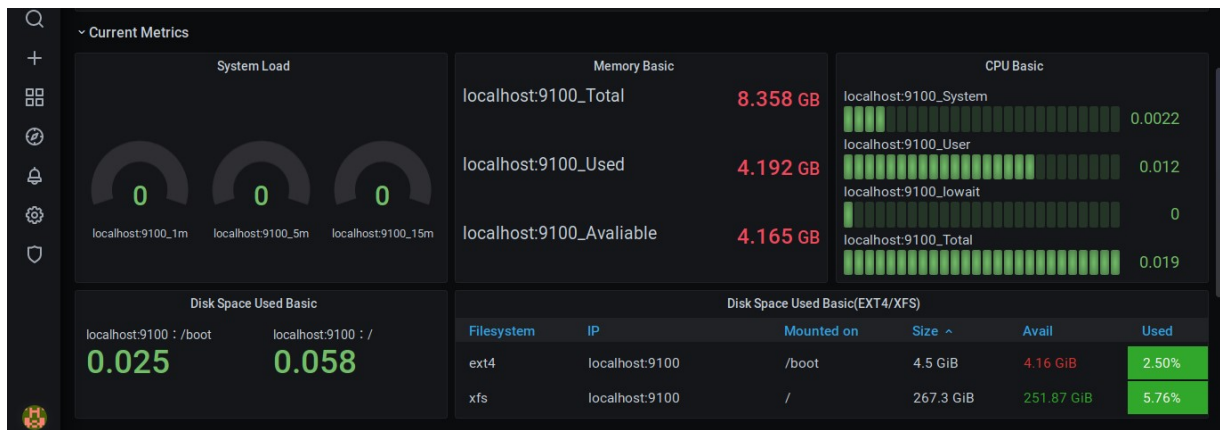 Current Metrics
System Load
0
0
0
localhost:9100_1m
localhost:9100_5m
localhost:9100_15m
Memory Basic
localhost:9100_Total
8.358 GB
localhost:9100_Used
4.192 GB
localhost:9100_Avaliable
4.165 GB
CPU Basic
localhost:9100_System
0.0022
localhost:9100_User
0.012
localhost:9100_Iowait
0
localhost:9100_Total
0.019
Disk Space Used Basic
localhost:9100：/boot
0.025
localhost:9100：/
0.058
Disk Space Used Basic(EXT4/XFS)
Filesystem IP Mounted on Size Avail Used
ext4 localhost:9100 /boot 4.5 GiB 4.16 GiB 2.50%
xfs localhost:9100 / 267.3 GiB 251.87 GiB 5.76%